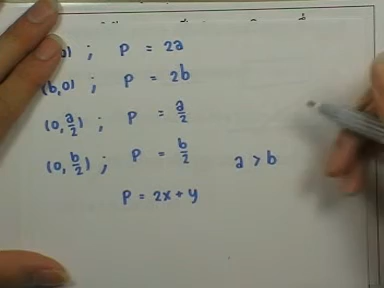 0) ; P = 2a
(b,0) ; P = 2b
(0, a/2) ; P = a/2
(0, b/2) ; P = b/2
a > b
P = 2x + y